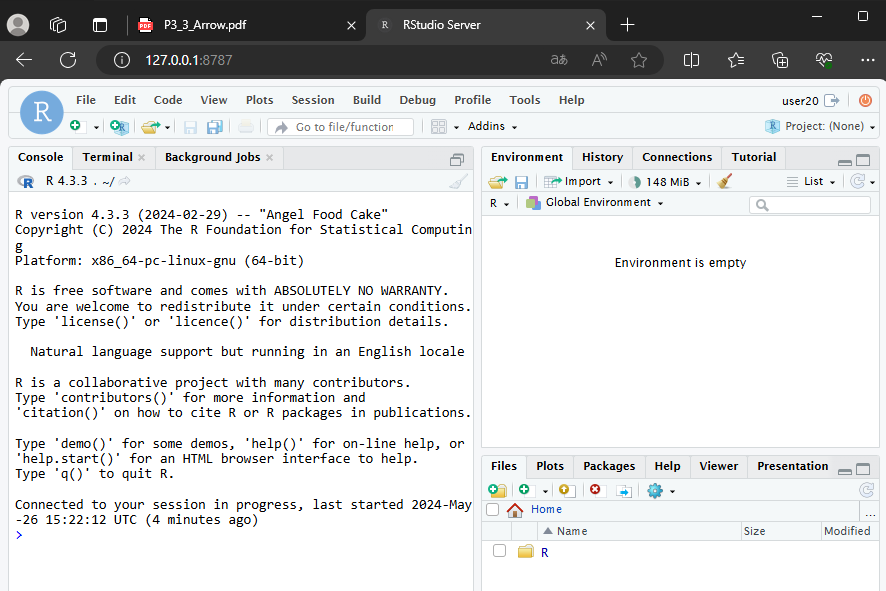 P3_3_Arrow.pdf
RStudio Server
127.0.0.1:8787
File Edit Code View Plots Session Build Debug Profile Tools Help
user20
Go to file/function
Addins
Project: (None)
Console Terminal Background Jobs
R 4.3.3 . ~/
R version 4.3.3 (2024-02-29) -- "Angel Food Cake"
Copyright (C) 2024 The R Foundation for Statistical Computin
g
Platform: x86_64-pc-linux-gnu (64-bit)
R is free software and comes with ABSOLUTELY NO WARRANTY.
You are welcome to redistribute it under certain conditions.
Type 'license()' or 'licence()' for distribution details.
Natural language support but running in an English locale
R is a collaborative project with many contributors.
Type 'contributors()' for more information and
'citation()' on how to cite R or R packages in publications.
Type 'demo()' for some demos, 'help()' for on-line help, or
'help.start()' for an HTML browser interface to help.
Type 'q()' to quit R.
Connected to your session in progress, last started 2024-May
-26 15:22:12 UTC (4 minutes ago)
>
Environment History Connections Tutorial
Import 148 MiB List
R Global Environment
Environment is empty
Files Plots Packages Help Viewer Presentation
Home ...
Name Size Modified
R